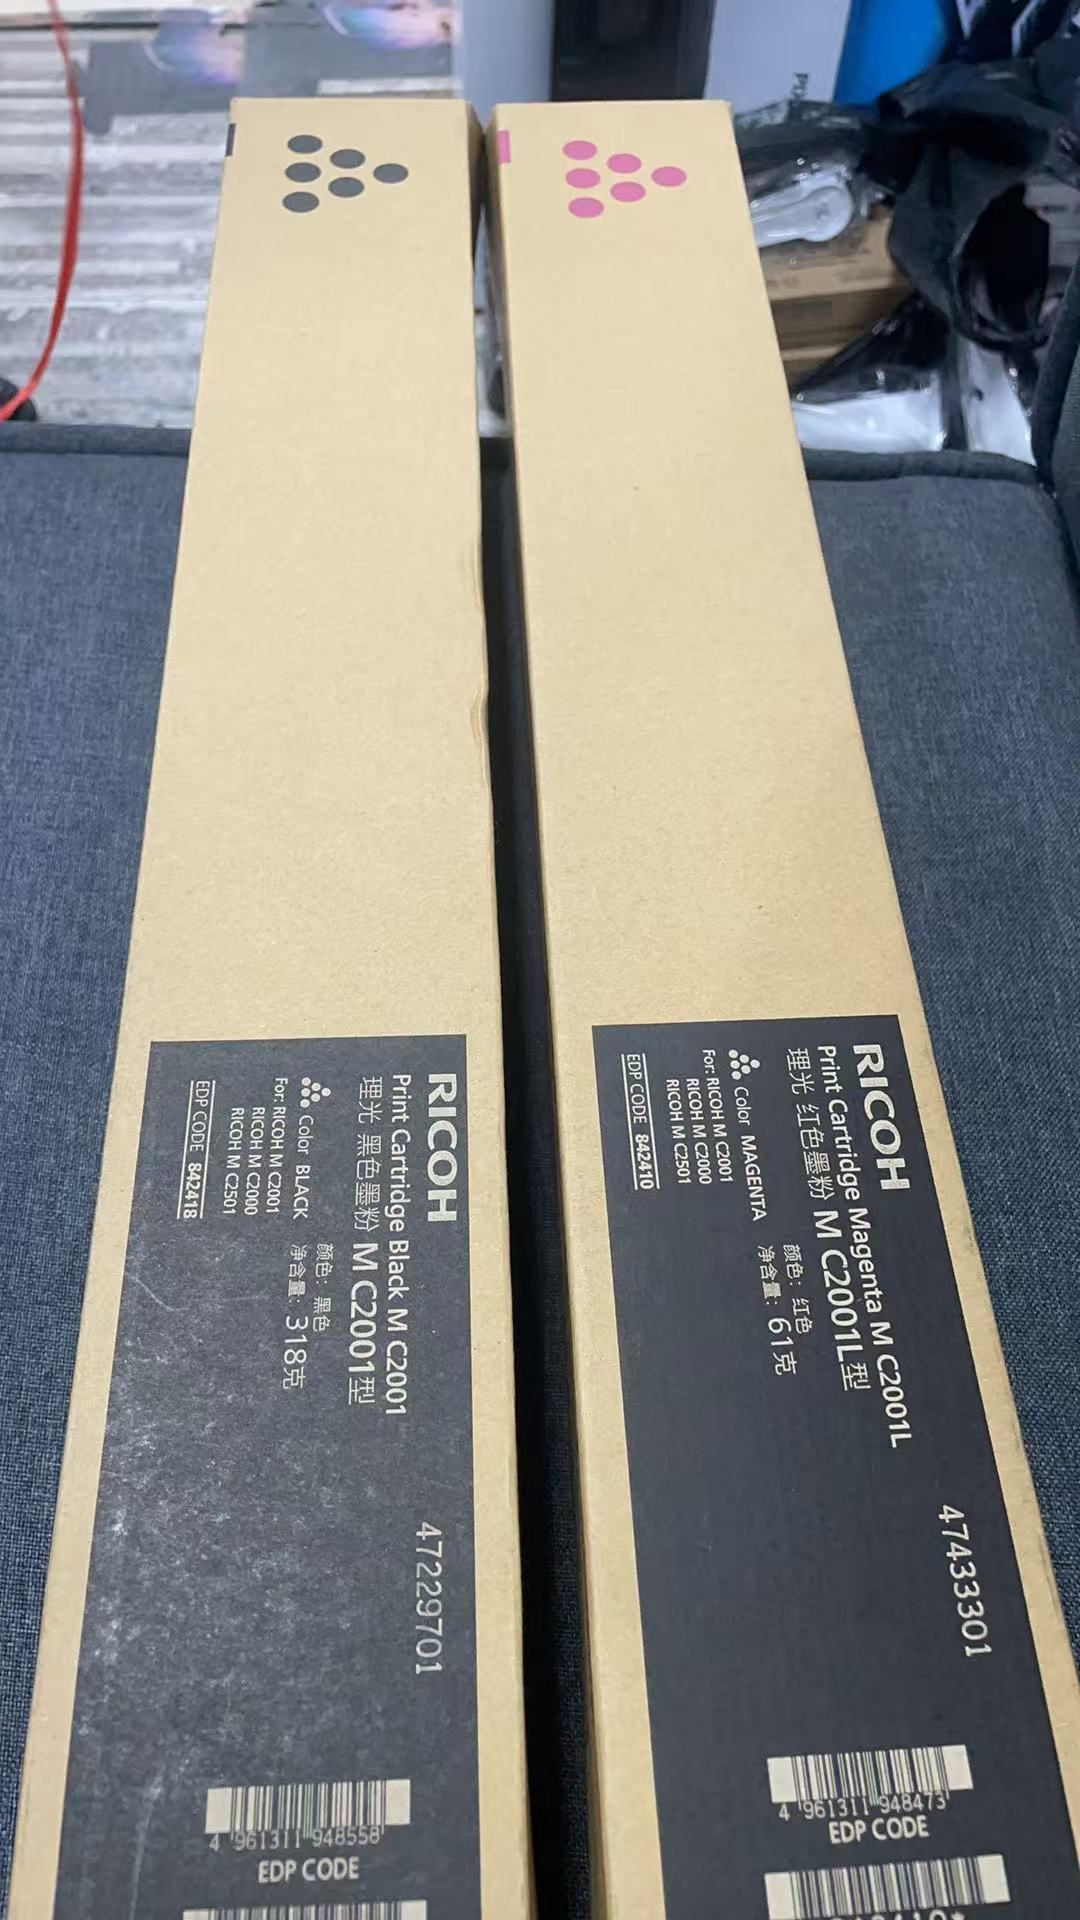 RICOH
Print Cartridge Black M C2001
理光 黑色墨粉 M C2001型
Color BLACK
颜色：黑色
净含量：318克
For: RICOH M C2001
RICOH M C2000
RICOH M C2501
EDP CODE 842418
47229701
4 961311 948558
EDP CODE
RICOH
Print Cartridge Magenta M C2001L
理光 红色墨粉 M C2001L型
Color MAGENTA
颜色：红色
净含量：61克
For: RICOH M C2001
RICOH M C2000
RICOH M C2501
EDP CODE 842410
47433301
4 961311 948473
EDP CODE